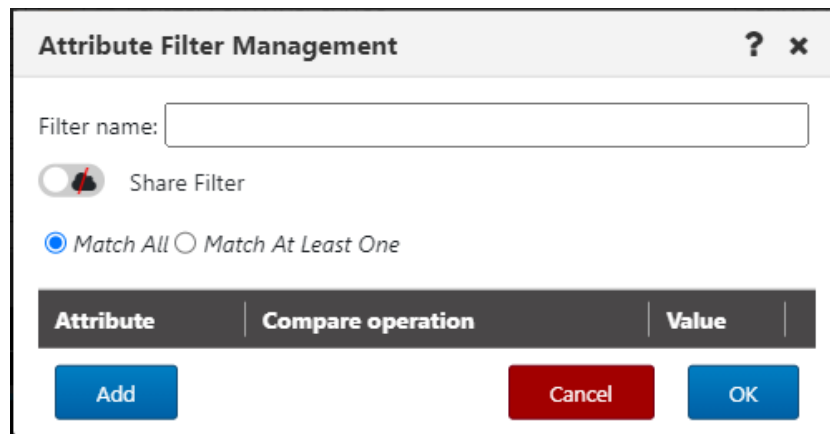 Attribute Filter Management ? ×
Filter name:
Share Filter
Match All Match At Least One
Attribute Compare operation Value
Add Cancel OK